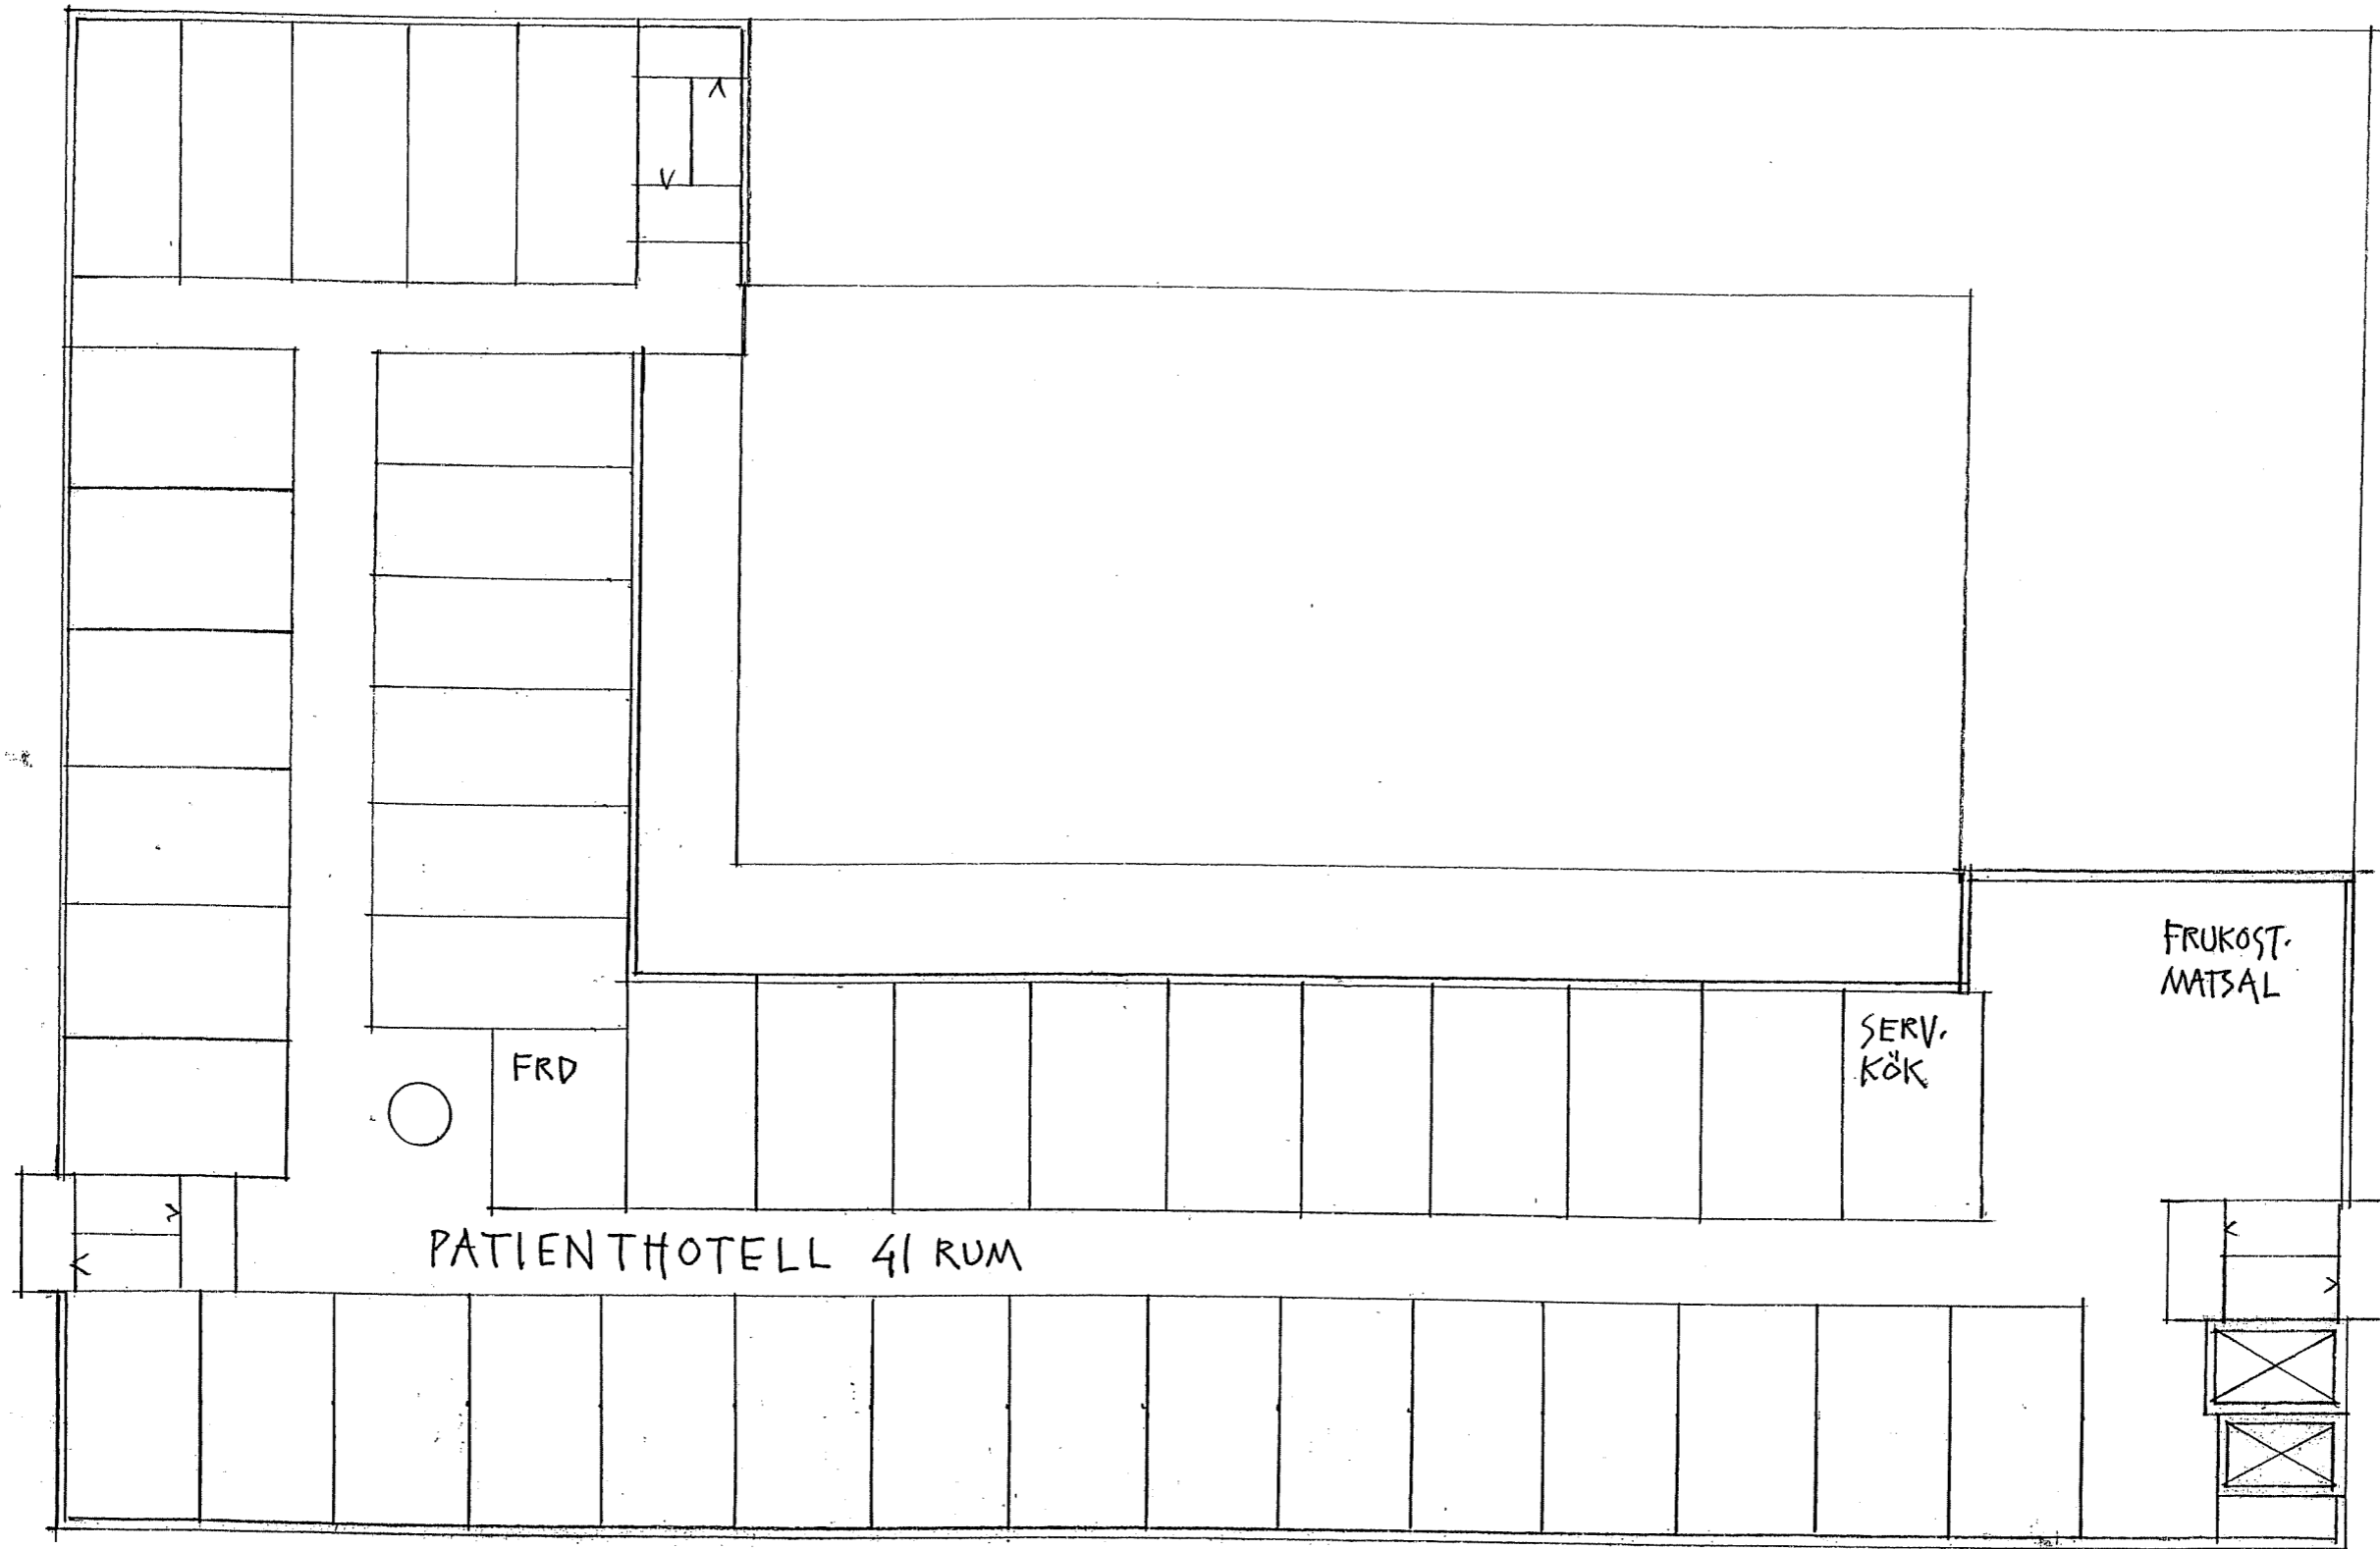 FRUKOST-
MATSAL
SERV.
KÖK
FRD
PATIENTHOTELL 41 RUM